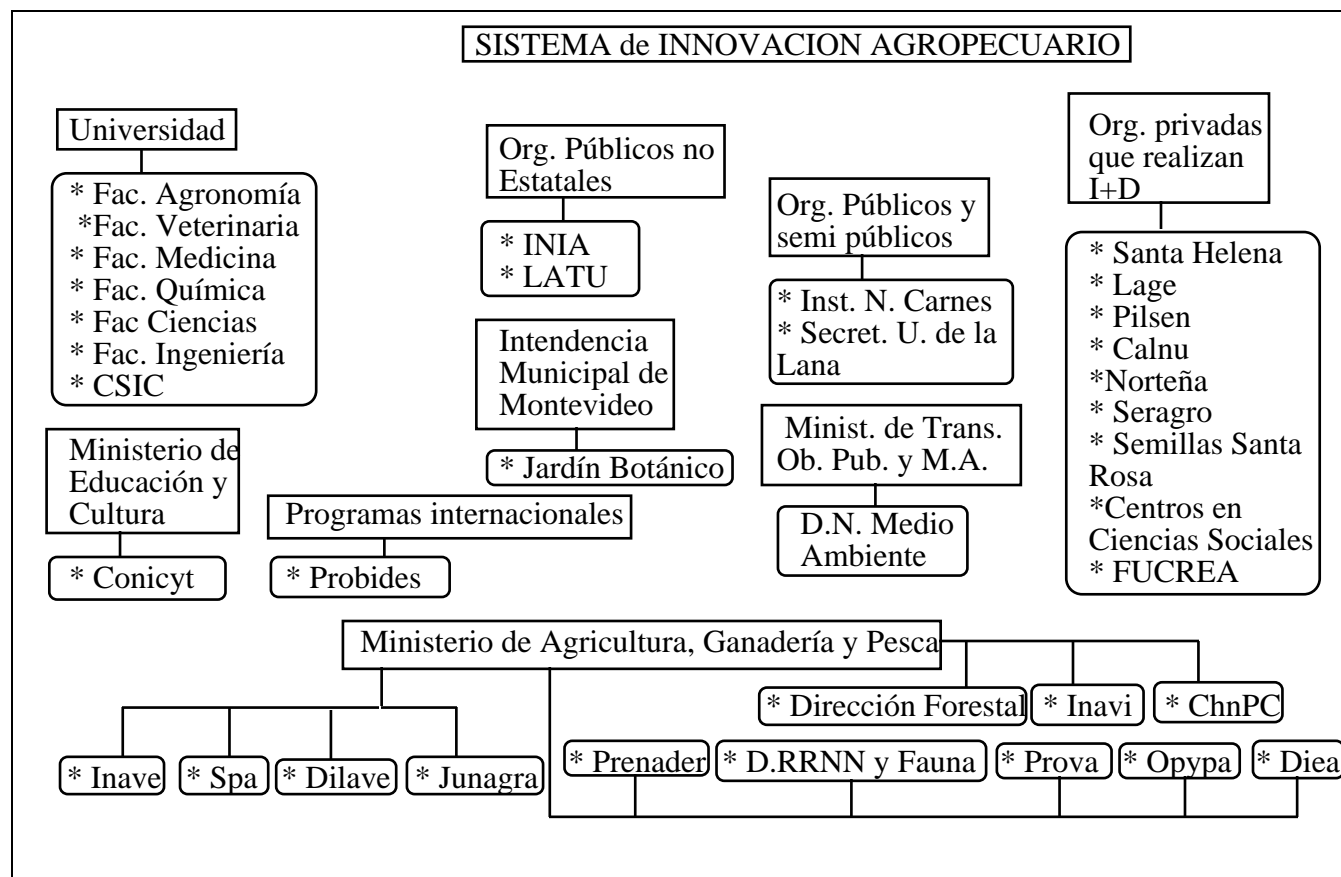 SISTEMA de INNOVACION AGROPECUARIO
Universidad
* Fac. Agronomía
*Fac. Veterinaria
* Fac. Medicina
* Fac. Química
* Fac Ciencias
* Fac. Ingeniería
* CSIC
Org. Públicos no
Estatales
* INIA
* LATU
Org. Públicos y
semi públicos
* Inst. N. Carnes
* Secret. U. de la
Lana
Org. privadas
que realizan
I+D
* Santa Helena
* Lage
* Pilsen
* Calnu
*Norteña
* Seragro
* Semillas Santa
Rosa
*Centros en
Ciencias Sociales
* FUCREA
Intendencia
Municipal de
Montevideo
* Jardín Botánico
Minist. de Trans.
Ob. Pub. y M.A.
D.N. Medio
Ambiente
Ministerio de
Educación y
Cultura
* Conicyt
Programas internacionales
* Probides
Ministerio de Agricultura, Ganadería y Pesca
* Dirección Forestal
* Inavi
* ChnPC
* Inave
* Spa
* Dilave
* Junagra
* Prenader
* D.RRNN y Fauna
* Prova
* Opypa
* Diea